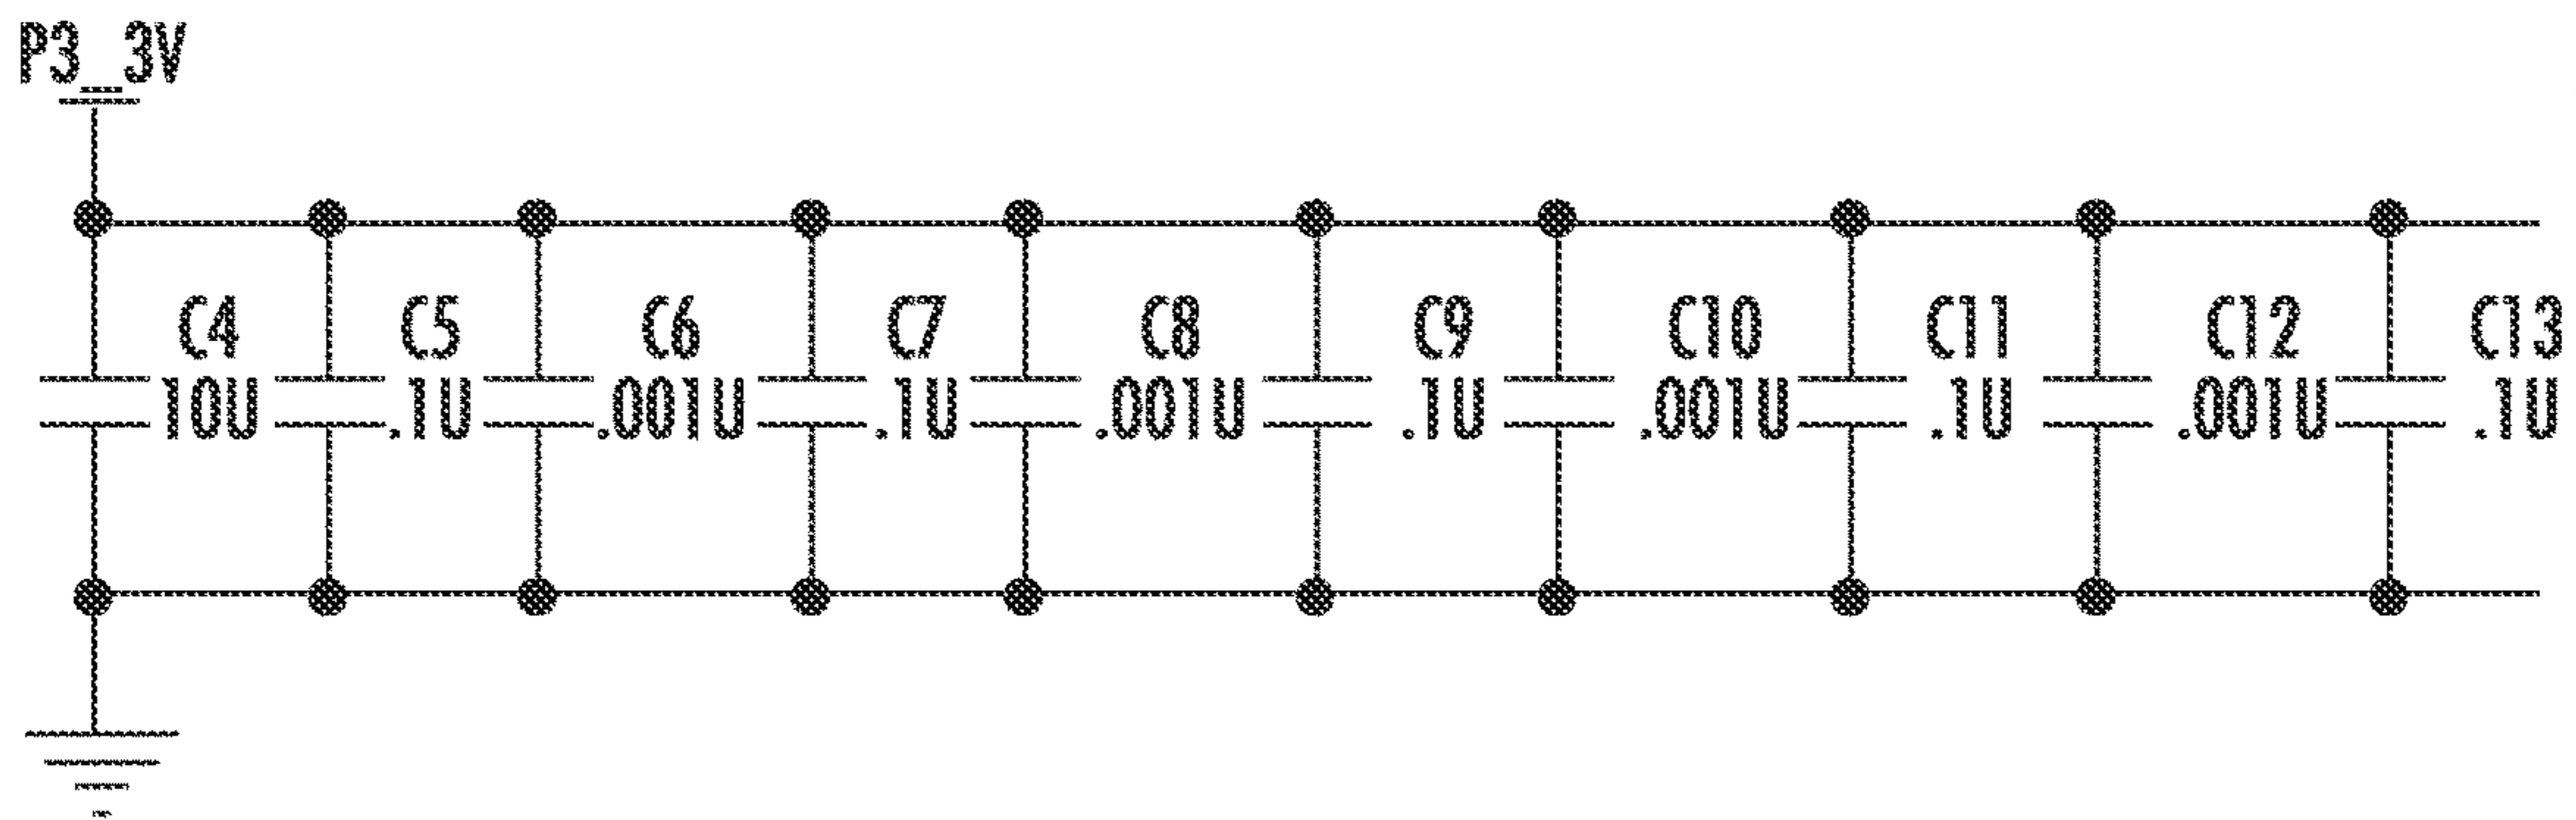 P3_3V
C4 C5 C6 C7 C8 C9 C10 C11 C12 C13
10U .1U .001U .1U .001U .1U .001U .1U .001U .1U